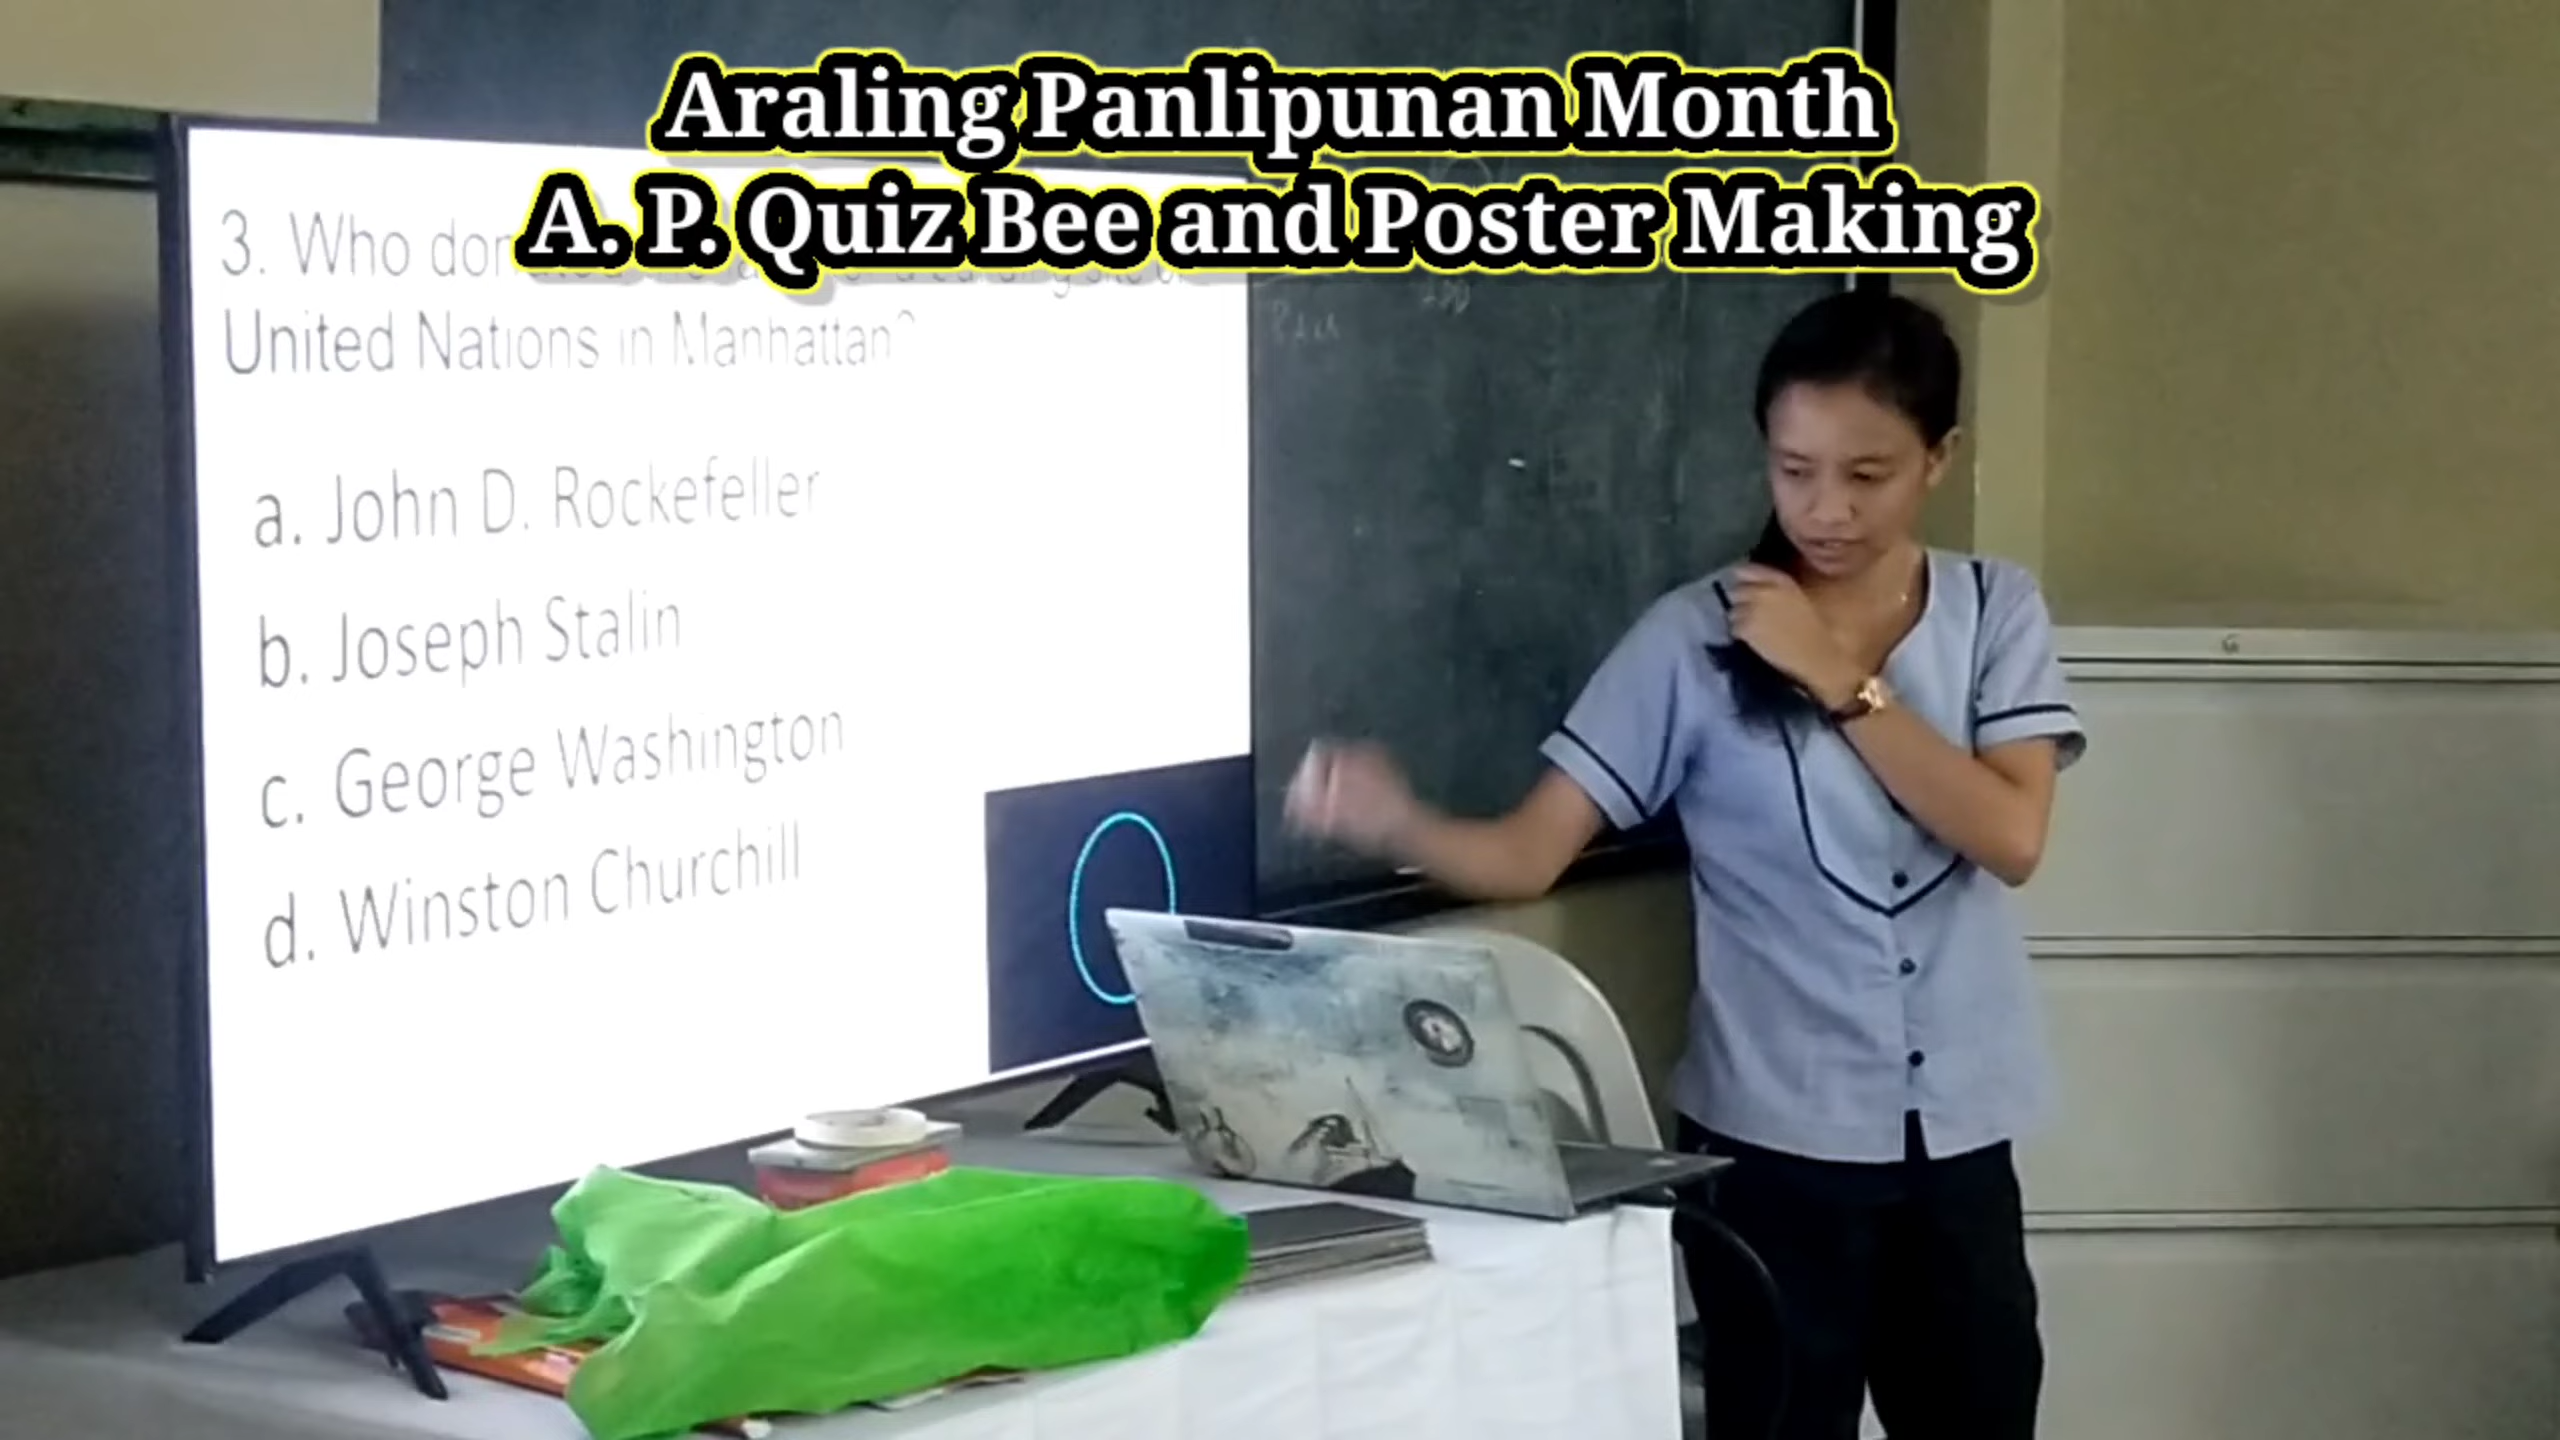 Araling Panlipunan Month
A. P. Quiz Bee and Poster Making
3. Who
United Nations in Manhattan?
a. John D. Rockefeller
b. Joseph Stalin
c. George Washington
d. Winston Churchill